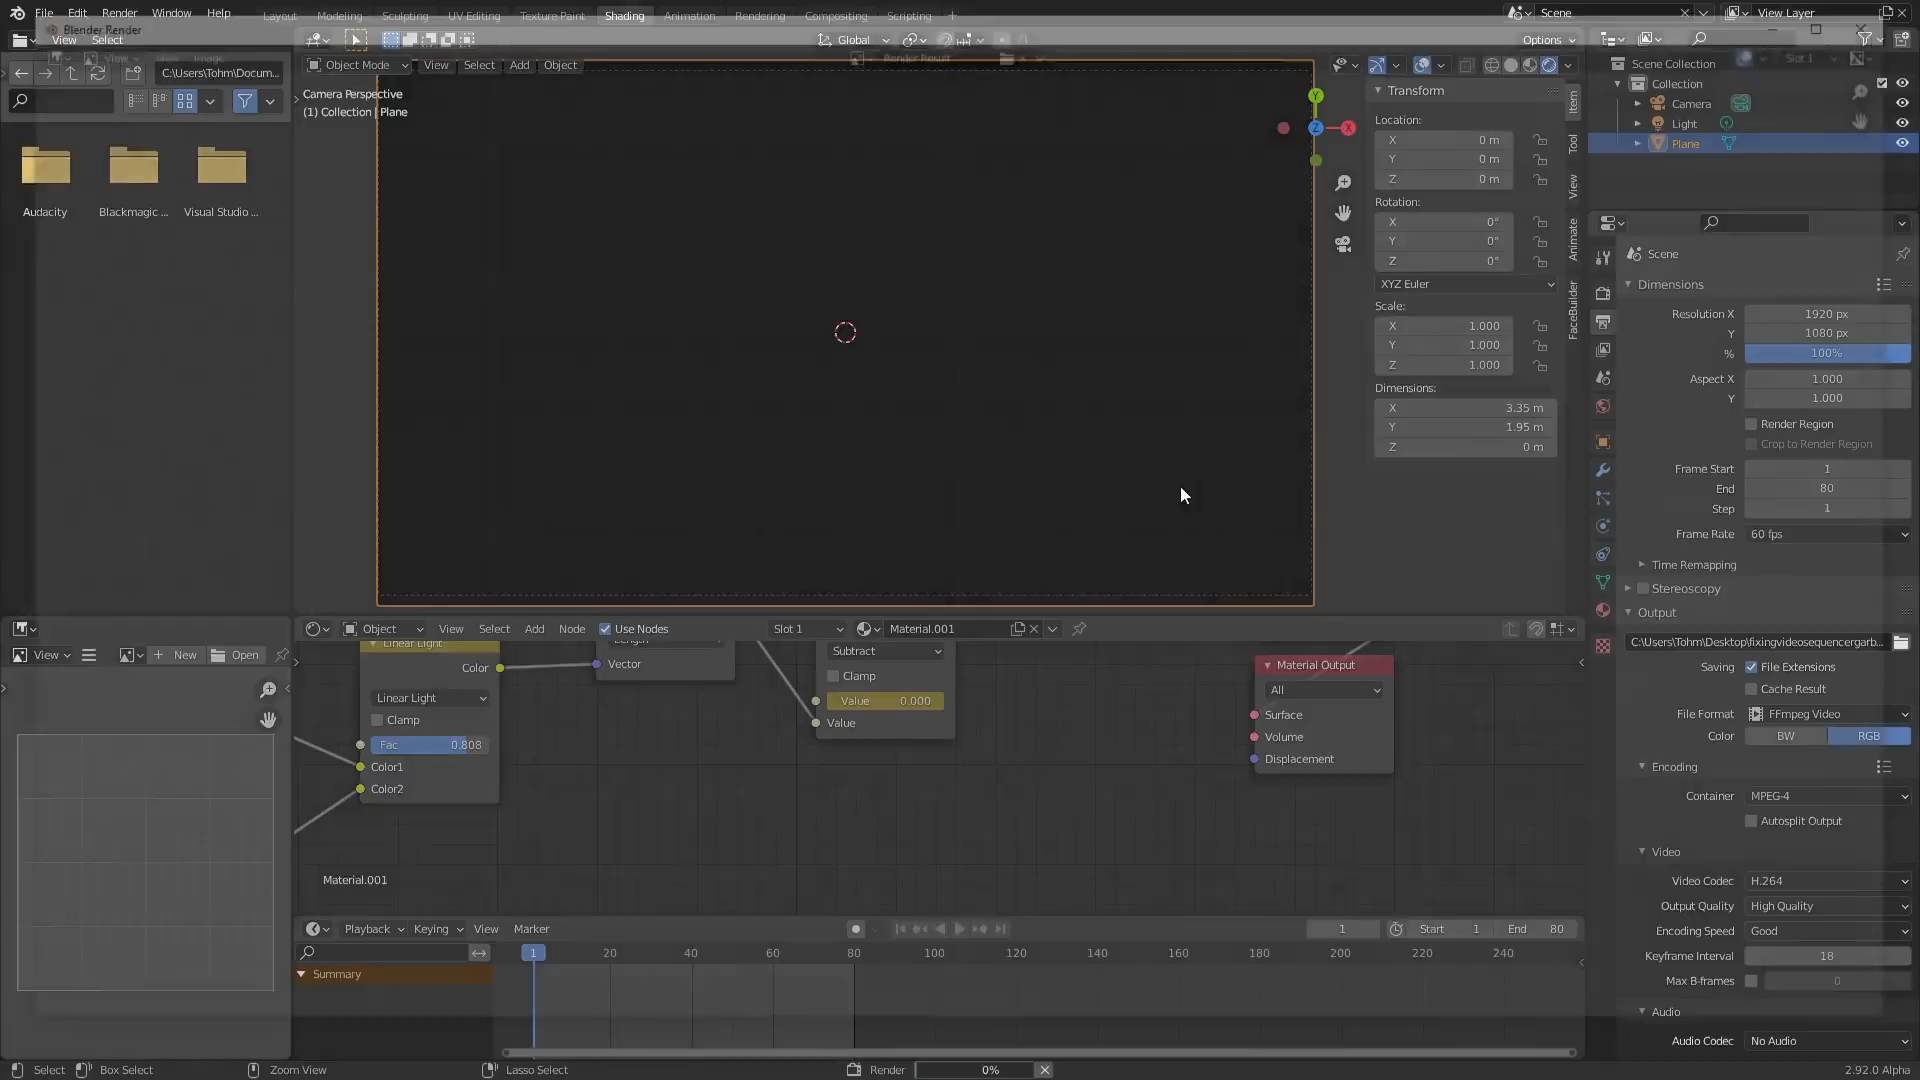 File Edit Render Window Help
Layout Modeling Sculpting UV Editing Texture Paint Shading Animation Rendering Compositing Scripting +
Scene
View Layer
Blender Render
View Select
Global
Options
C:\Users\Tohm\Docum...
Object Mode View Select Add Object
Render Result
Slot 1
Camera Perspective
(1) Collection | Plane
Audacity
Blackmagic ...
Visual Studio ...
Y
Z
X
Transform
Location:
X 0 m
Y 0 m
Z 0 m
Rotation:
X 0°
Y 0°
Z 0°
XYZ Euler
Scale:
X 1.000
Y 1.000
Z 1.000
Dimensions:
X 3.35 m
Y 1.95 m
Z 0 m
Item
Tool
View
Animate
FaceBuilder
Scene Collection
Collection
Camera
Light
Plane
Scene
Dimensions
Resolution X 1920 px
Y 1080 px
% 100%
Aspect X 1.000
Y 1.000
Render Region
Crop to Render Region
Frame Start 1
End 80
Step 1
Frame Rate 60 fps
Time Remapping
Stereoscopy
Output
C:\Users\Tohm\Desktop\fixingvideosequencergarb...
Saving File Extensions
Cache Result
File Format FFmpeg Video
Color BW RGB
Encoding
Container MPEG-4
Autosplit Output
Video
Video Codec H.264
Output Quality High Quality
Encoding Speed Good
Keyframe Interval 18
Max B-frames 0
Audio
Audio Codec No Audio
View
New
Open
Object View Select Add Node Use Nodes Slot 1 Material.001
Linear Light
Color
Linear Light
Clamp
Fac 0.808
Color1
Color2
Vector
Subtract
Clamp
Value 0.000
Value
Material Output
All
Surface
Volume
Displacement
Material.001
Playback Keying View Marker
1
Start 1 End 80
1 20 40 60 80 100 120 140 160 180 200 220 240
Summary
Select Box Select Zoom View Lasso Select Render 0% 2.92.0 Alpha